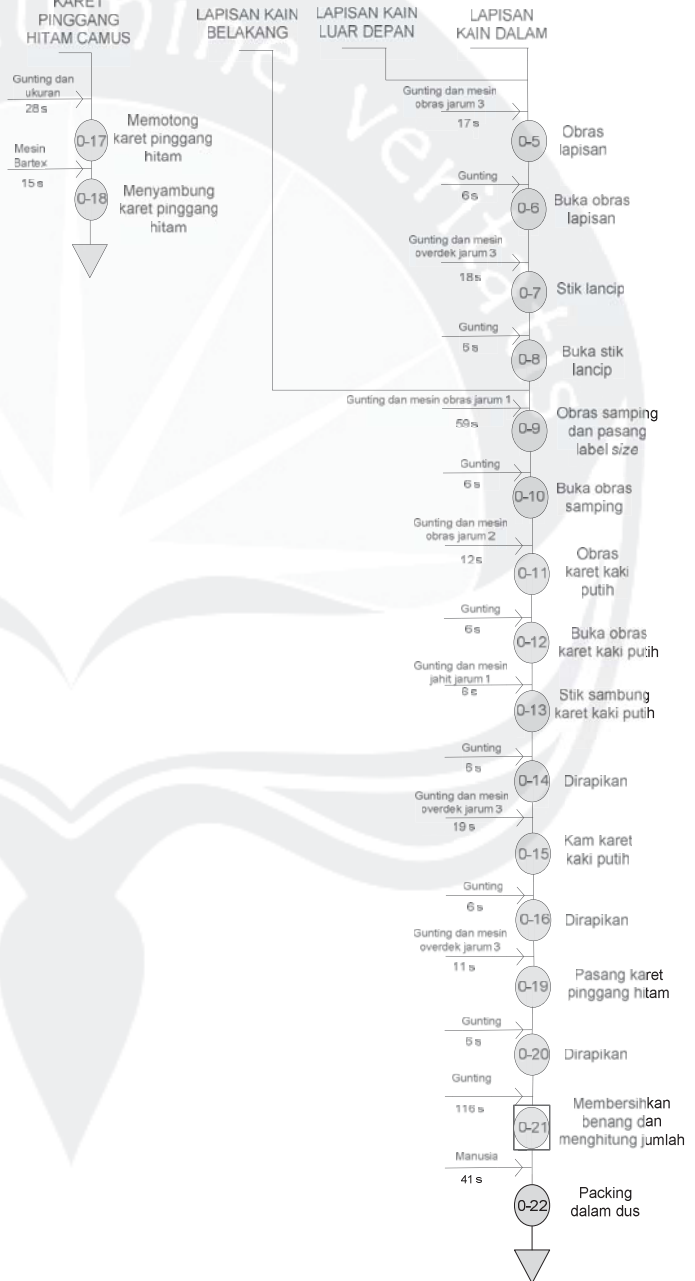 KARET
PINGGANG
HITAM CAMUS
Gunting dan
ukuran
28 s
0-17
Memotong
karet pinggang
hitam
Mesin
Bartex
15 s
0-18
Menyambung
karet pinggang
hitam
LAPISAN KAIN
BELAKANG
LAPISAN KAIN
LUAR DEPAN
LAPISAN
KAIN DALAM
Gunting dan mesin
obras jarum 3
17 s
0-5
Obras
lapisan
Gunting
6 s
0-6
Buka obras
lapisan
Gunting dan mesin
overdek jarum 3
18 s
0-7
Stik lancip
Gunting
5 s
0-8
Buka stik
lancip
Gunting dan mesin obras jarum 1
59 s
0-9
Obras samping
dan pasang
label size
Gunting
6 s
0-10
Buka obras
samping
Gunting dan mesin
obras jarum 2
12 s
0-11
Obras
karet kaki
putih
Gunting
6 s
0-12
Buka obras
karet kaki putih
Gunting dan mesin
jahit jarum 1
s
0-13
Stik sambung
karet kaki putih
Gunting
s
0-14
Dirapikan
Gunting dan mesin
overdek jarum 3
19 s
0-15
Kam karet
kaki putih
Gunting
6 s
0-16
Dirapikan
Gunting dan mesin
overdek jarum 3
11 s
0-19
Pasang karet
pinggang hitam
Gunting
5 s
0-20
Dirapikan
Gunting
116 s
0-21
Membersihkan
benang dan
menghitung jumlah
Manusia
41 s
0-22
Packing
dalam dus
lumine veritatis